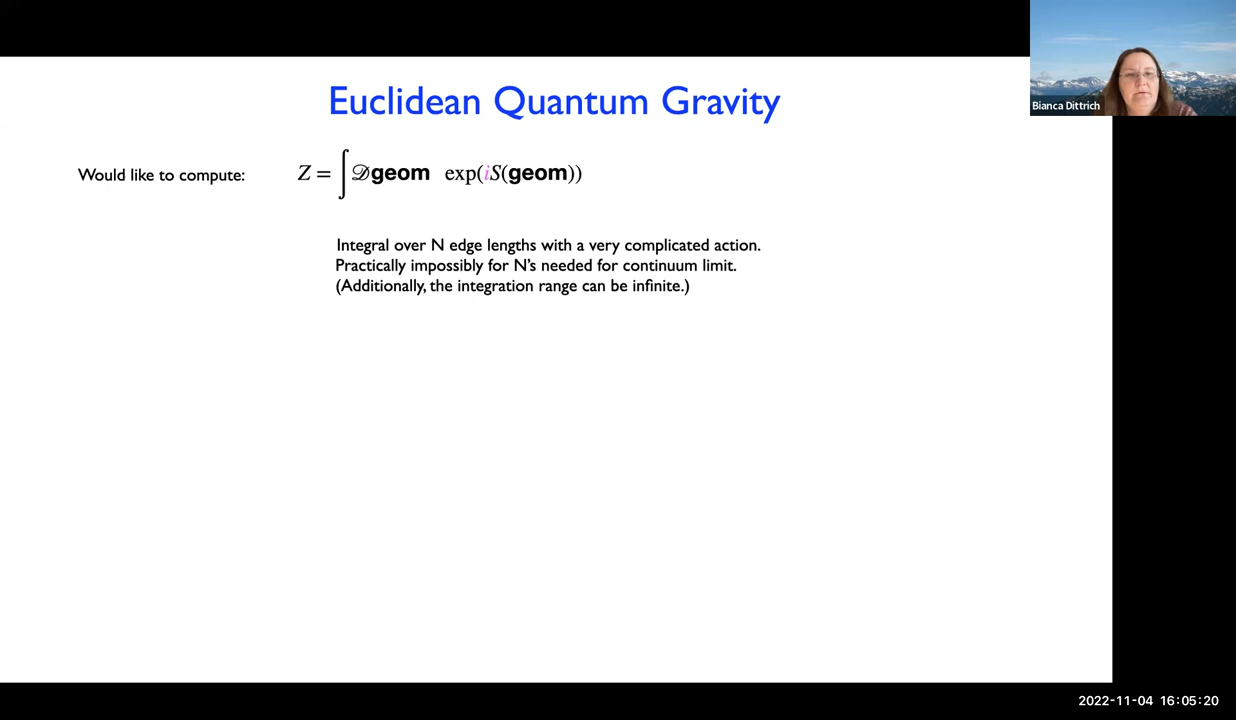 Bianca Dittrich
Euclidean Quantum Gravity
Would like to compute: Z = ∫ 𝒟geom exp(iS(geom))
Integral over N edge lengths with a very complicated action.
Practically impossibly for N's needed for continuum limit.
(Additionally, the integration range can be infinite.)
2022-11-04 16:05:20